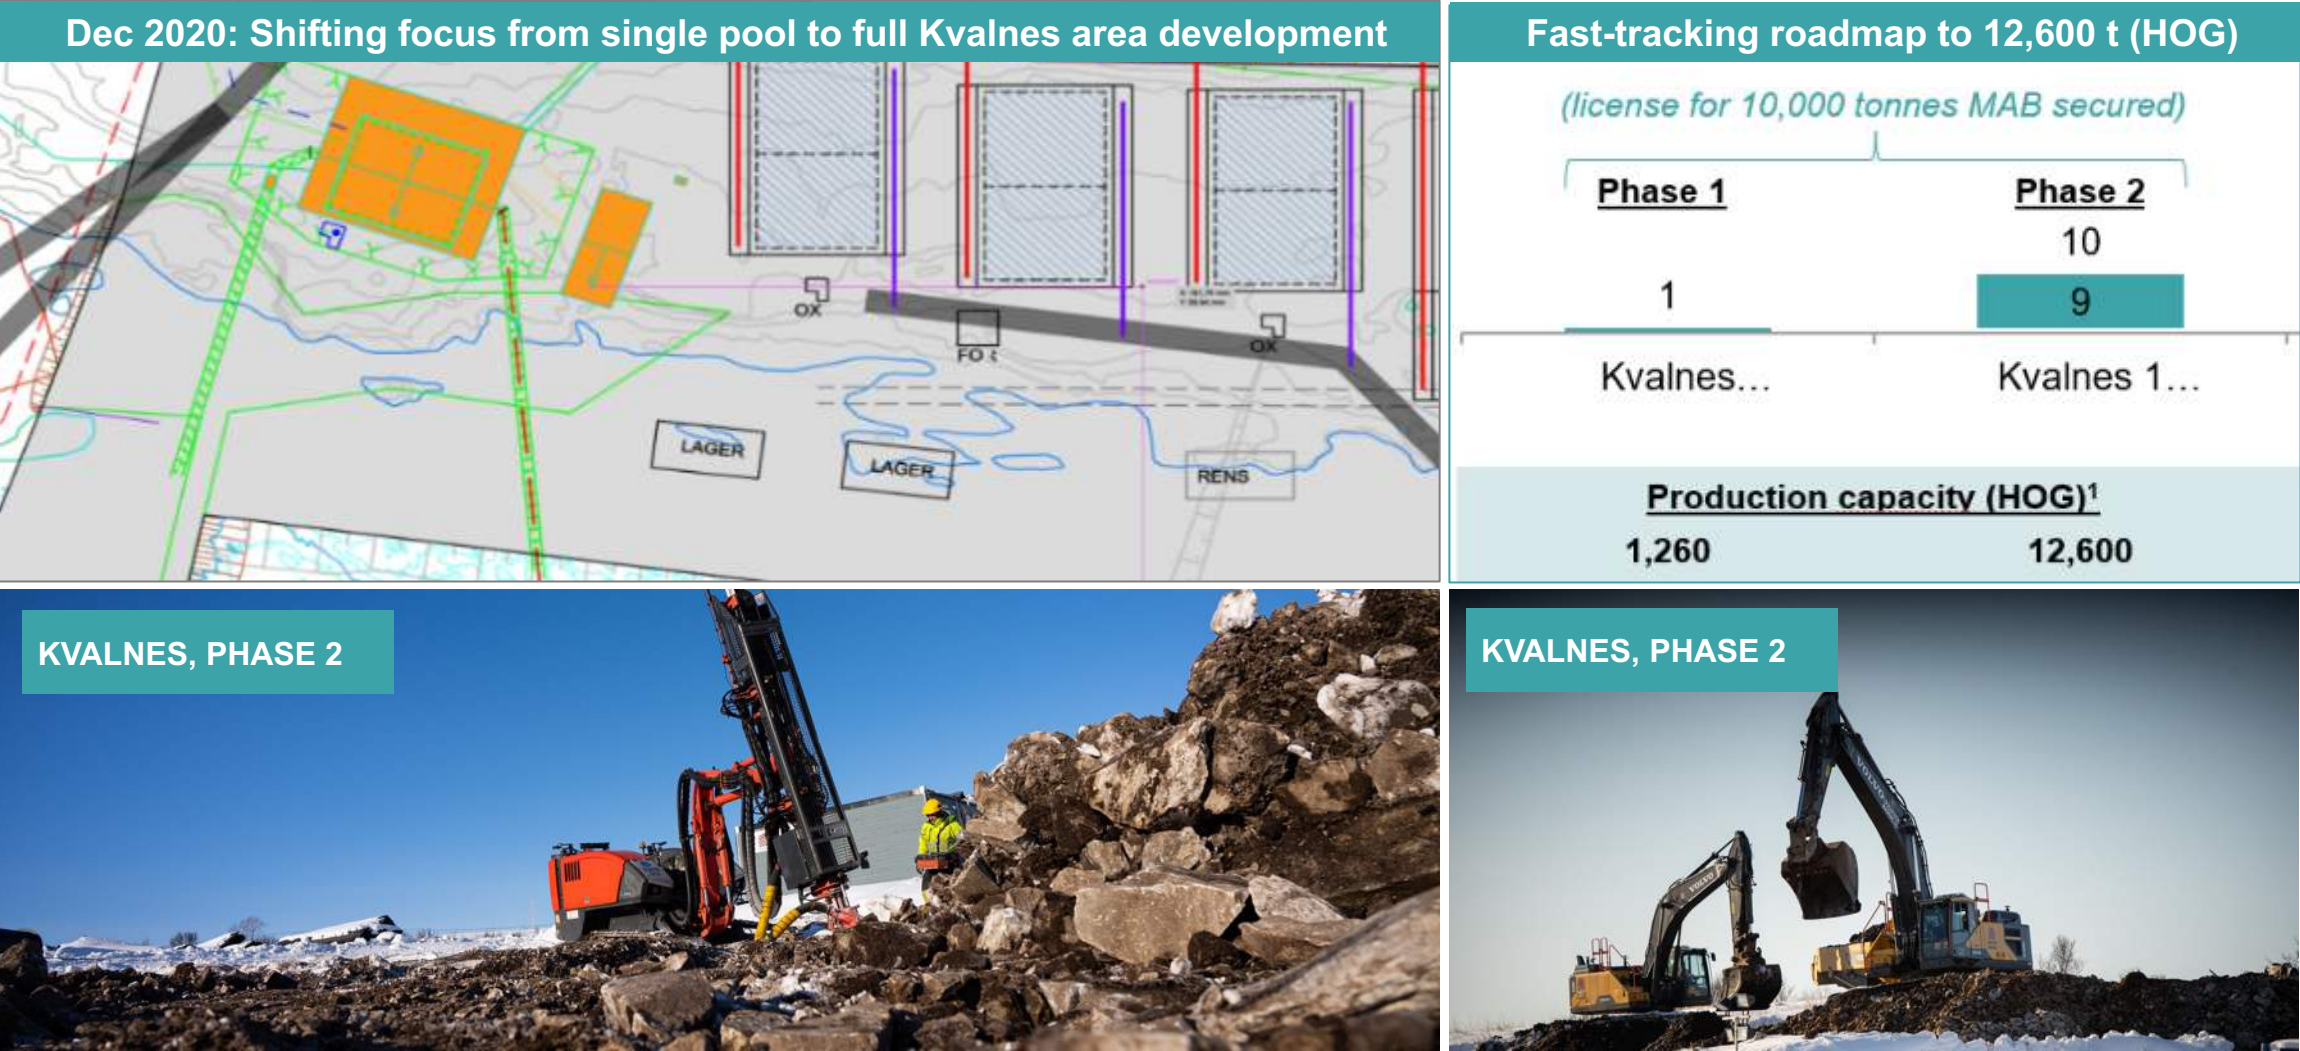 Dec 2020: Shifting focus from single pool to full Kvalnes area development
OX
FO
OX
LAGER
LAGER
RENS
Fast-tracking roadmap to 12,600 t (HOG)
(license for 10,000 tonnes MAB secured)
Phase 1 Phase 2
10
1 9
Kvalnes… Kvalnes 1…
Production capacity (HOG)¹
1,260 12,600
KVALNES, PHASE 2
KVALNES, PHASE 2
VOLVO
VOLVO